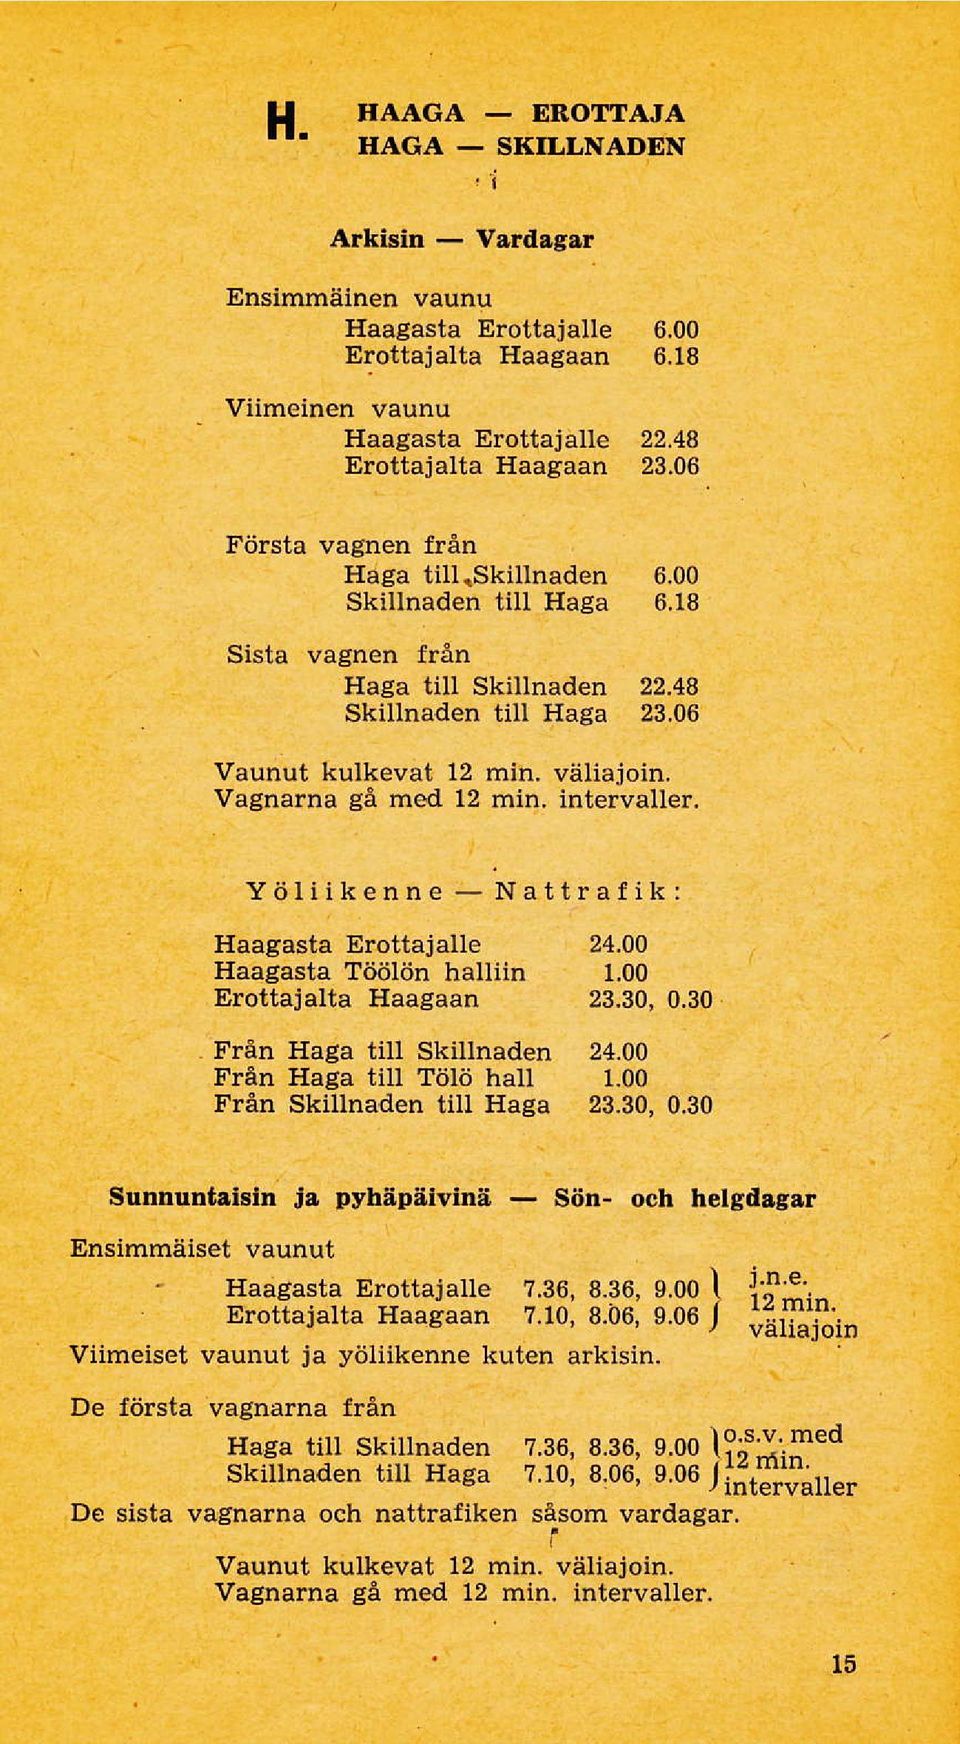 H. HAAGA — EROTTAJA
HAGA — SKILLNADEN
Arkisin — Vardagar
Ensimmäinen vaunu
Haagasta Erottajalle 6.00
Erottajalta Haagaan 6.18
Viimeinen vaunu
Haagasta Erottajalle 22.48
Erottajalta Haagaan 23.06
Första vagnen från
Haga till Skillnaden 6.00
Skillnaden till Haga 6.18
Sista vagnen från
Haga till Skillnaden 22.48
Skillnaden till Haga 23.06
Vaunut kulkevat 12 min. väliajoin.
Vagnarna gå med 12 min. intervaller.
Yöliikenne — Nattrafik:
Haagasta Erottajalle 24.00
Haagasta Töölön halliin 1.00
Erottajalta Haagaan 23.30, 0.30
Från Haga till Skillnaden 24.00
Från Haga till Tölö hall 1.00
Från Skillnaden till Haga 23.30, 0.30
Sunnuntaisin ja pyhäpäivinä — Sön- och helgdagar
Ensimmäiset vaunut
Haagasta Erottajalle 7.36, 8.36, 9.00 } j.n.e.
Erottajalta Haagaan 7.10, 8.06, 9.06 } 12 min.
väliajoin
Viimeiset vaunut ja yöliikenne kuten arkisin.
De första vagnarna från
Haga till Skillnaden 7.36, 8.36, 9.00 } o.s.v. med
Skillnaden till Haga 7.10, 8.06, 9.06 } 12 min.
intervaller
De sista vagnarna och nattrafiken såsom vardagar.
Vaunut kulkevat 12 min. väliajoin.
Vagnarna gå med 12 min. intervaller.
15